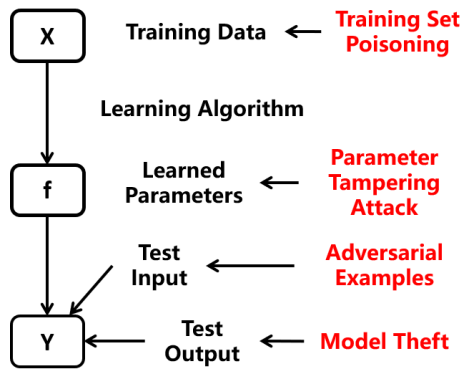 X
Training Data
Training Set
Poisoning
Learning Algorithm
f
Learned
Parameters
Parameter
Tampering
Attack
Test
Input
Adversarial
Examples
Y
Test
Output
Model Theft